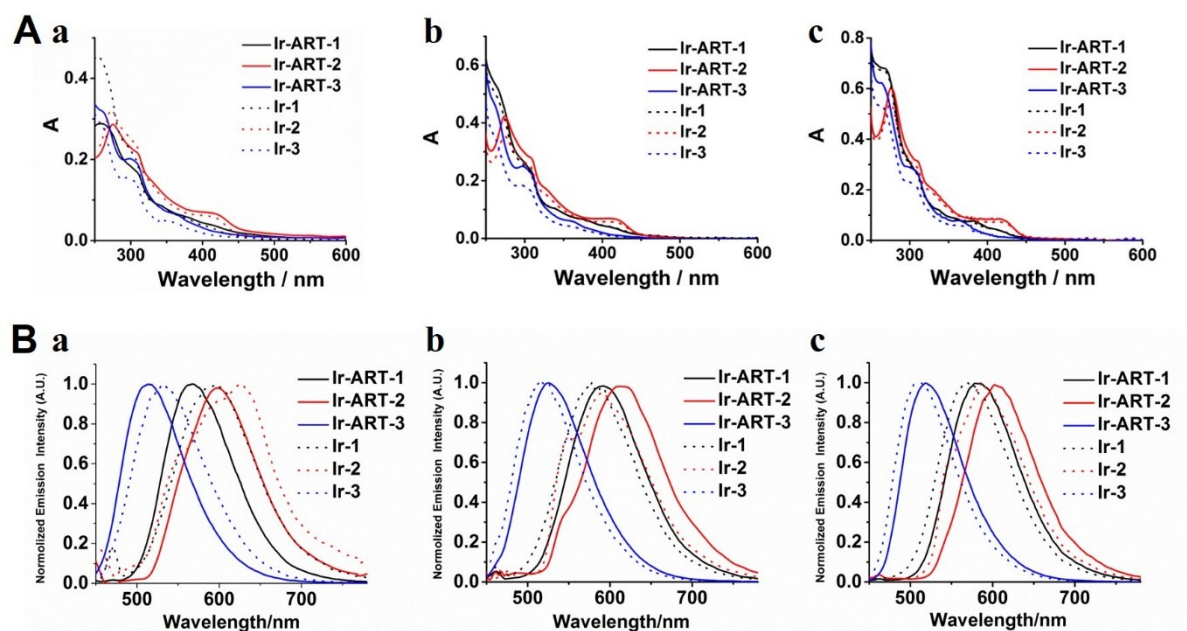 A
a
A
0.4
0.2
0.0
300
400
500
600
Wavelength / nm
Ir-ART-1
Ir-ART-2
Ir-ART-3
Ir-1
Ir-2
Ir-3
b
A
0.6
0.4
0.2
0.0
300
400
500
600
Wavelength / nm
Ir-ART-1
Ir-ART-2
Ir-ART-3
Ir-1
Ir-2
Ir-3
c
A
0.8
0.6
0.4
0.2
0.0
300
400
500
600
Wavelength / nm
Ir-ART-1
Ir-ART-2
Ir-ART-3
Ir-1
Ir-2
Ir-3
B
a
Normolized Emission Intensity (A.U.)
1.0
0.8
0.6
0.4
0.2
0.0
500
600
700
Wavelength/nm
Ir-ART-1
Ir-ART-2
Ir-ART-3
Ir-1
Ir-2
Ir-3
b
Normolized Emission Intensity (A.U.)
1.0
0.8
0.6
0.4
0.2
0.0
500
600
700
Wavelength/nm
Ir-ART-1
Ir-ART-2
Ir-ART-3
Ir-1
Ir-2
Ir-3
c
Normolized Emission Intensity (A.U.)
1.0
0.8
0.6
0.4
0.2
0.0
400
500
600
700
Wavelength/nm
Ir-ART-1
Ir-ART-2
Ir-ART-3
Ir-1
Ir-2
Ir-3